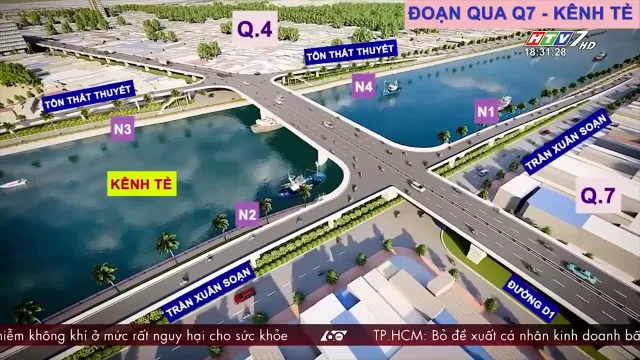 ĐOẠN QUA Q7 - KÊNH TẺ
HTV7 HD
18:31:28
Q.4
TÔN THẤT THUYẾT
TÔN THẤT THUYẾT
N4
N1
N3
TRẦN XUÂN SOẠN
KÊNH TẺ
Q.7
N2
TRẦN XUÂN SOẠN
ĐƯỜNG D1
hiễm không khí ở mức rất nguy hại cho sức khỏe
TP.HCM: Bỏ đề xuất cá nhân kinh doanh bấ